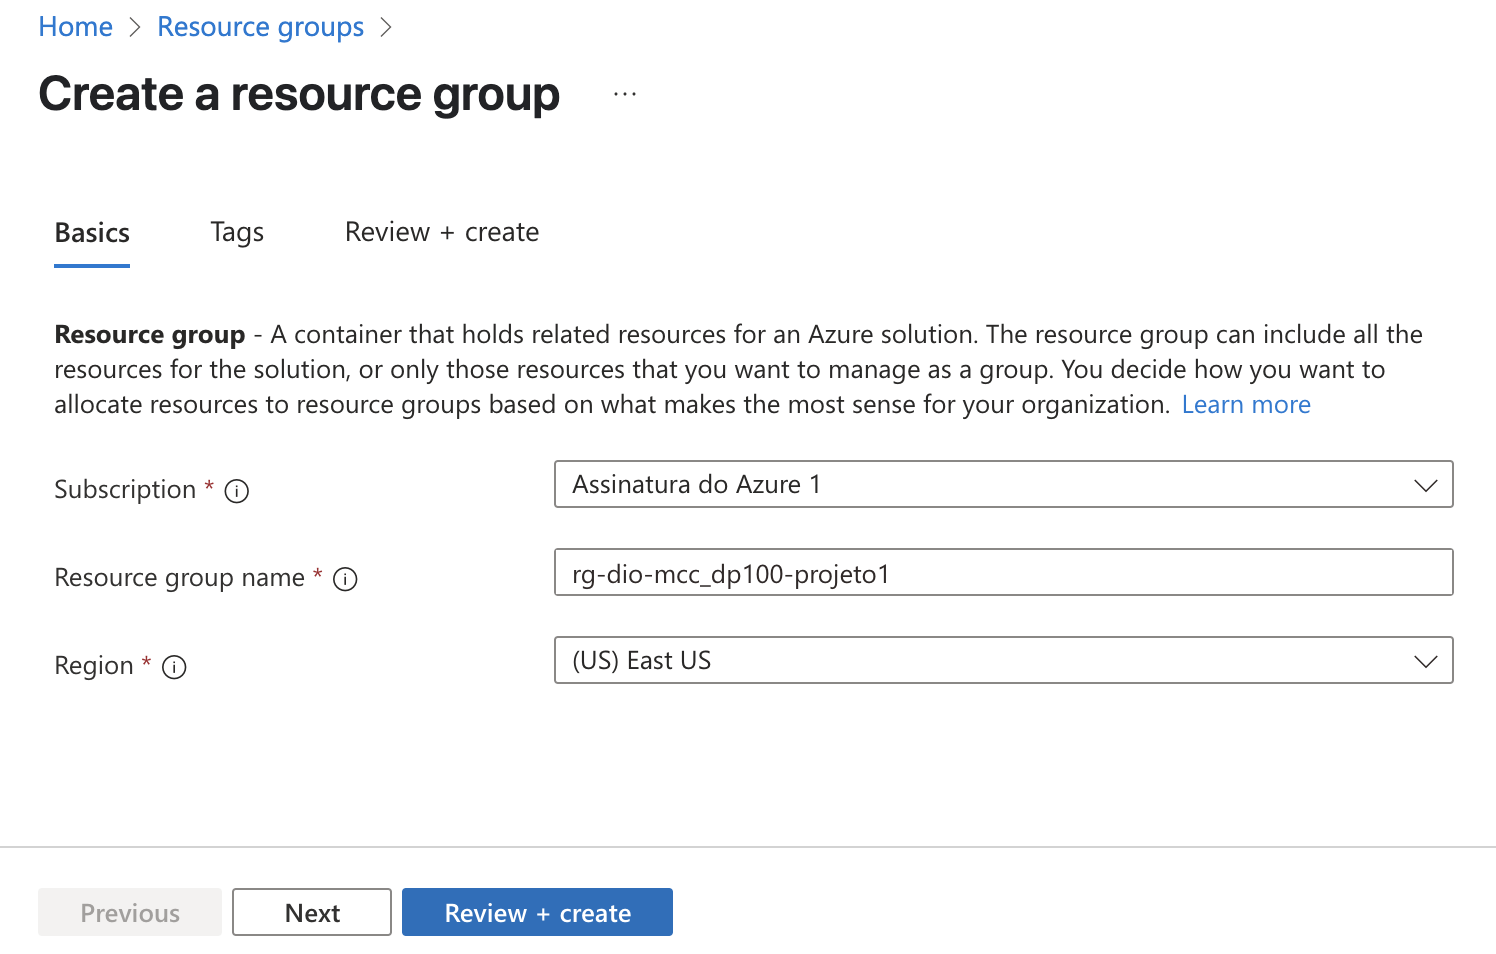 Home > Resource groups >
Create a resource group ...
Basics Tags Review + create
Resource group - A container that holds related resources for an Azure solution. The resource group can include all the
resources for the solution, or only those resources that you want to manage as a group. You decide how you want to
allocate resources to resource groups based on what makes the most sense for your organization. Learn more
Subscription * Assinatura do Azure 1
Resource group name * rg-dio-mcc_dp100-projeto1
Region * (US) East US
Previous Next Review + create